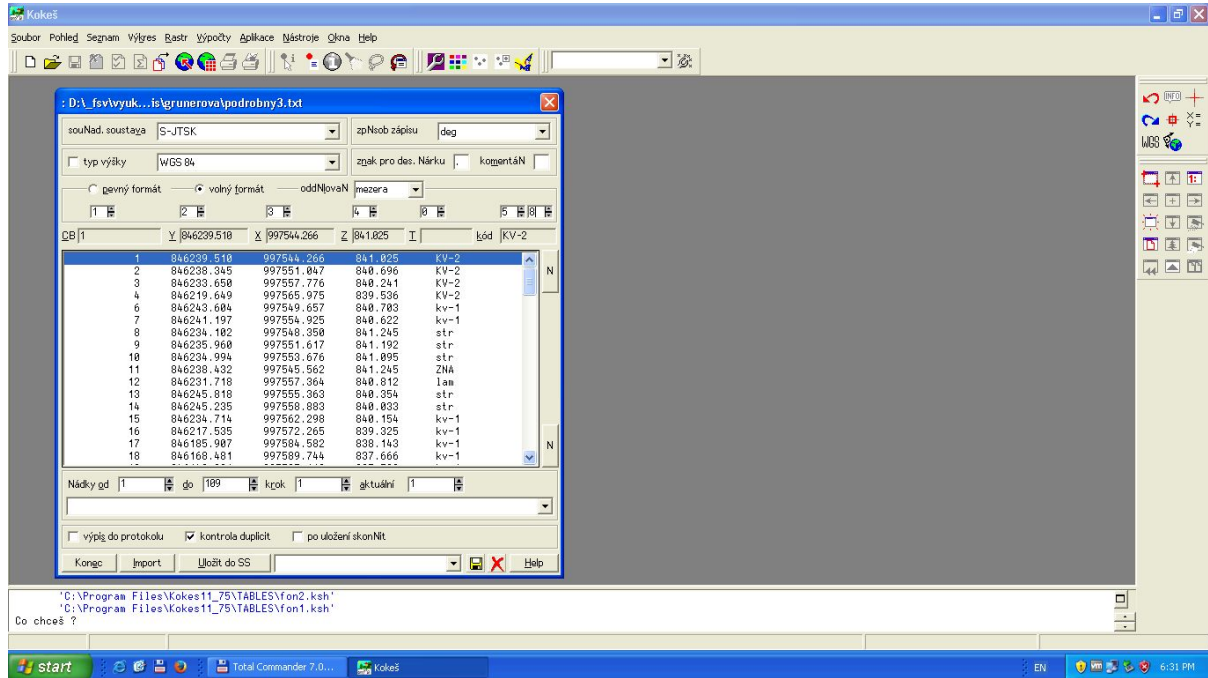 Kokeš
Soubor Pohled Seznam Výkres Rastr Výpočty Aplikace Nástroje Okna Help
: D:\_fsv\vyuk...is\grunerova\podrobny3.txt
souNad. soustava S-JTSK zpNsob zápisu deg
typ výšky WGS 84 znak pro des. Nárku . komentáN
pevný formát volný formát oddNlovaN mezera
1 2 3 4 0 5 8
CB 1 Y 846239.510 X 997544.266 Z 841.025 T kód KV-2
1 846239.510 997544.266 841.025 KV-2
2 846238.345 997551.047 840.696 KV-2
3 846233.650 997557.776 840.241 KV-2
4 846219.649 997565.975 839.536 KV-2
6 846243.604 997549.657 840.703 kv-1
7 846241.197 997554.925 840.622 kv-1
8 846234.102 997548.350 841.245 str
9 846235.960 997551.617 841.192 str
10 846234.994 997553.676 841.095 str
11 846238.432 997545.562 841.245 ZNA
12 846231.718 997557.364 840.812 lam
13 846245.818 997555.363 840.354 str
14 846245.235 997558.883 840.033 str
15 846234.714 997562.298 840.154 kv-1
16 846217.535 997572.265 839.325 kv-1
17 846185.907 997584.582 838.143 kv-1
18 846168.481 997589.744 837.666 kv-1
N
N
Nádky od 1 do 109 krok 1 aktuální 1
výpis do protokolu kontrola duplicit po uložení skonNit
Konec Import Uložit do SS Help
INFO
X=
Y=
WGS
1:
'C:\Program Files\Kokes11_75\TABLES\fon2.ksh'
'C:\Program Files\Kokes11_75\TABLES\fon1.ksh'
Co chceš ?
start Total Commander 7.0... Kokeš EN 6:31 PM